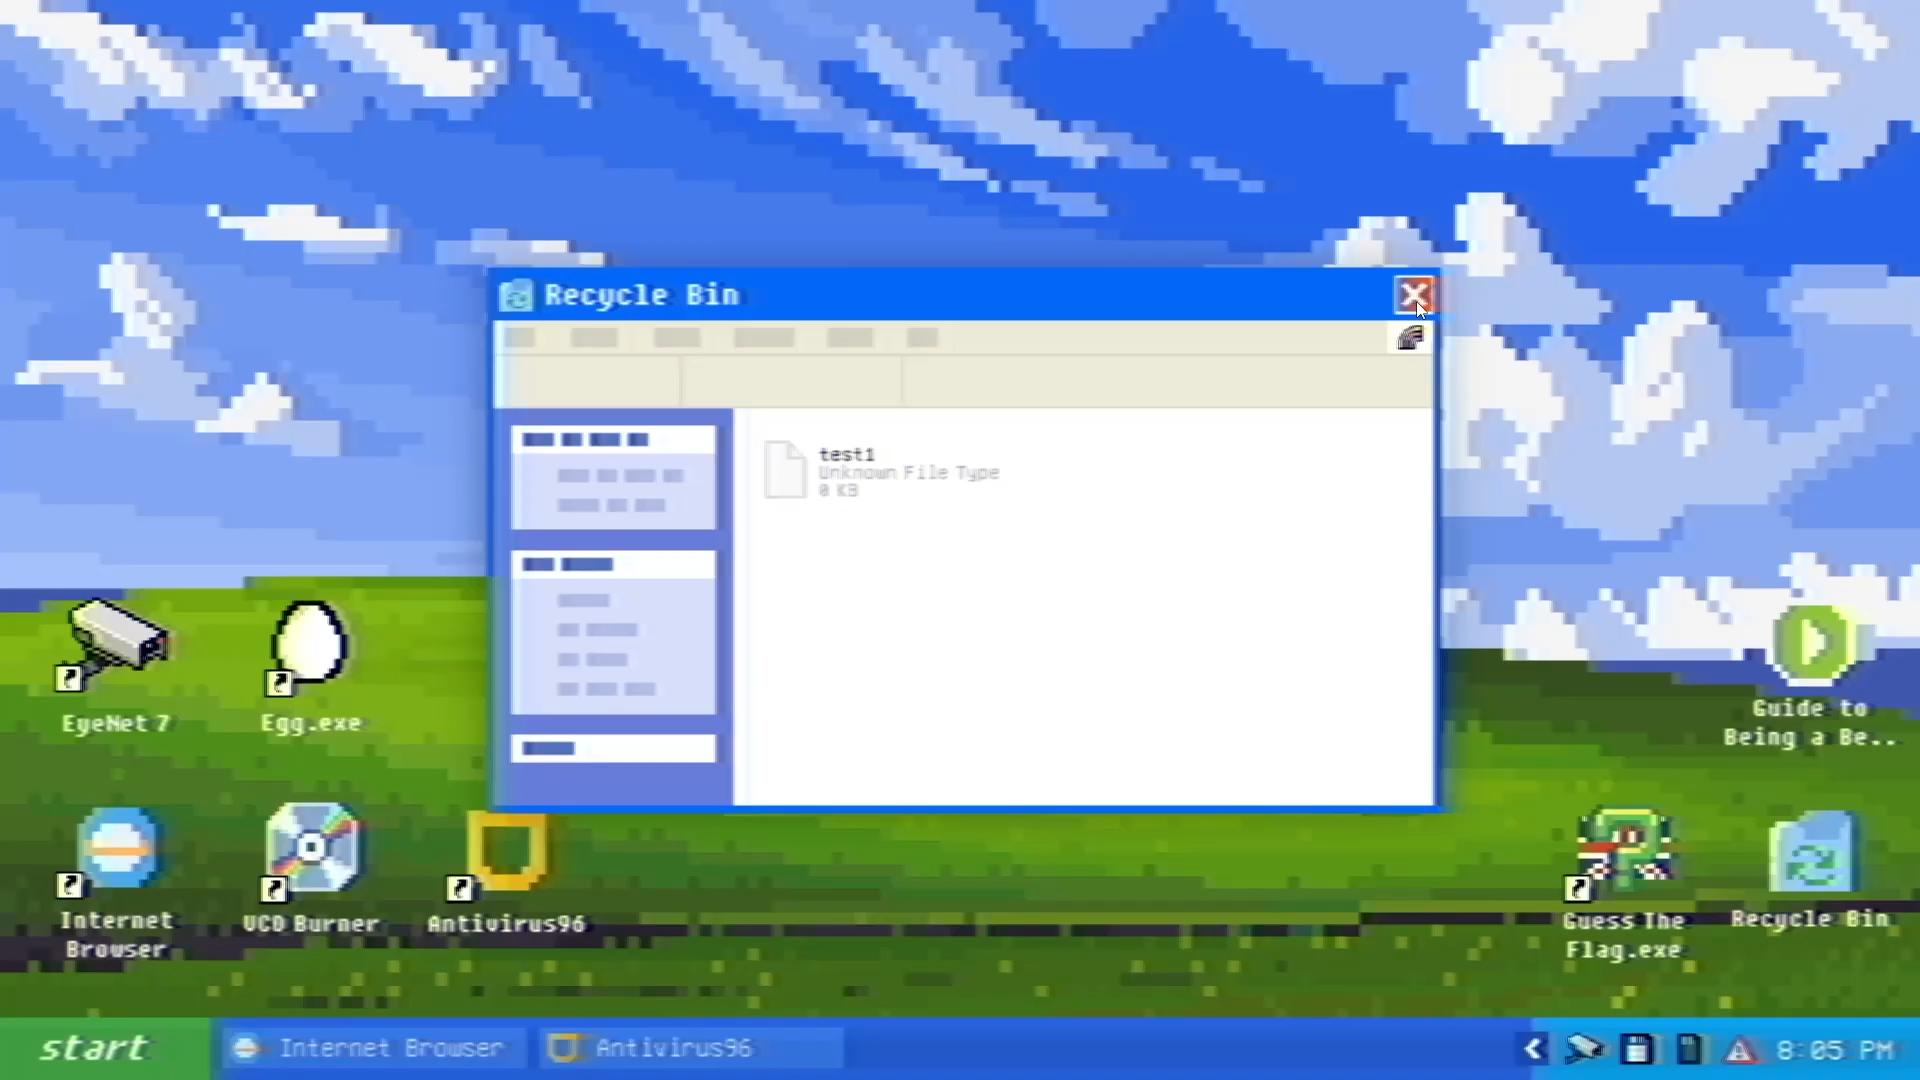 Recycle Bin
test1
Unknown File Type
0 KB
EyeNet 7
Egg.exe
Guide to
Being a Be..
Internet
Browser
VCD Burner
Antivirus96
Guess The
Flag.exe
Recycle Bin
start
Internet Browser
Antivirus96
8:05 PM